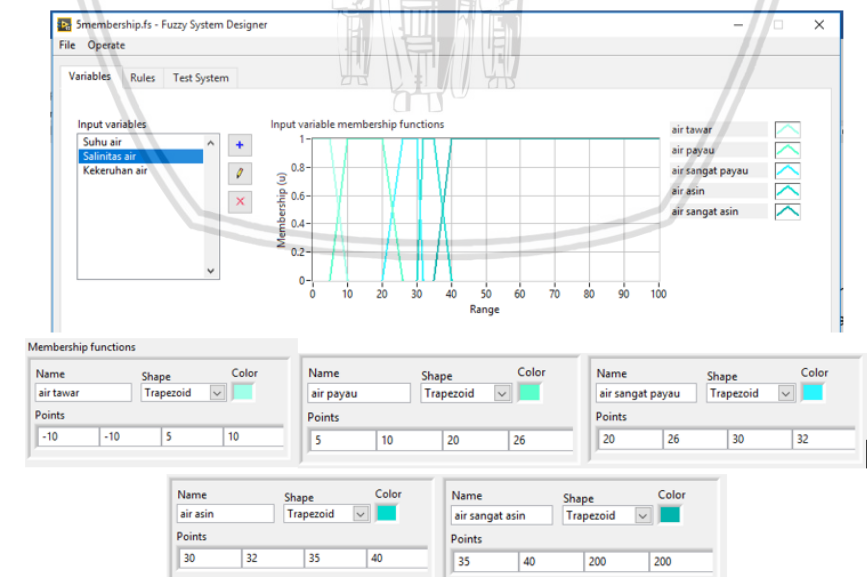 5membership.fs - Fuzzy System Designer
File Operate
Variables Rules Test System
Input variables
Suhu air
Salinitas air
Kekeruhan air
Input variable membership functions
Membership (u)
1
0.8
0.6
0.4
0.2
0
0 10 20 30 40 50 60 70 80 90 100
Range
air tawar
air payau
air sangat payau
air asin
air sangat asin
Membership functions
Name Shape Color
air tawar Trapezoid
Points
-10 -10 5 10
Name Shape Color
air payau Trapezoid
Points
5 10 20 26
Name Shape Color
air sangat payau Trapezoid
Points
20 26 30 32
Name Shape Color
air asin Trapezoid
Points
30 32 35 40
Name Shape Color
air sangat asin Trapezoid
Points
35 40 200 200